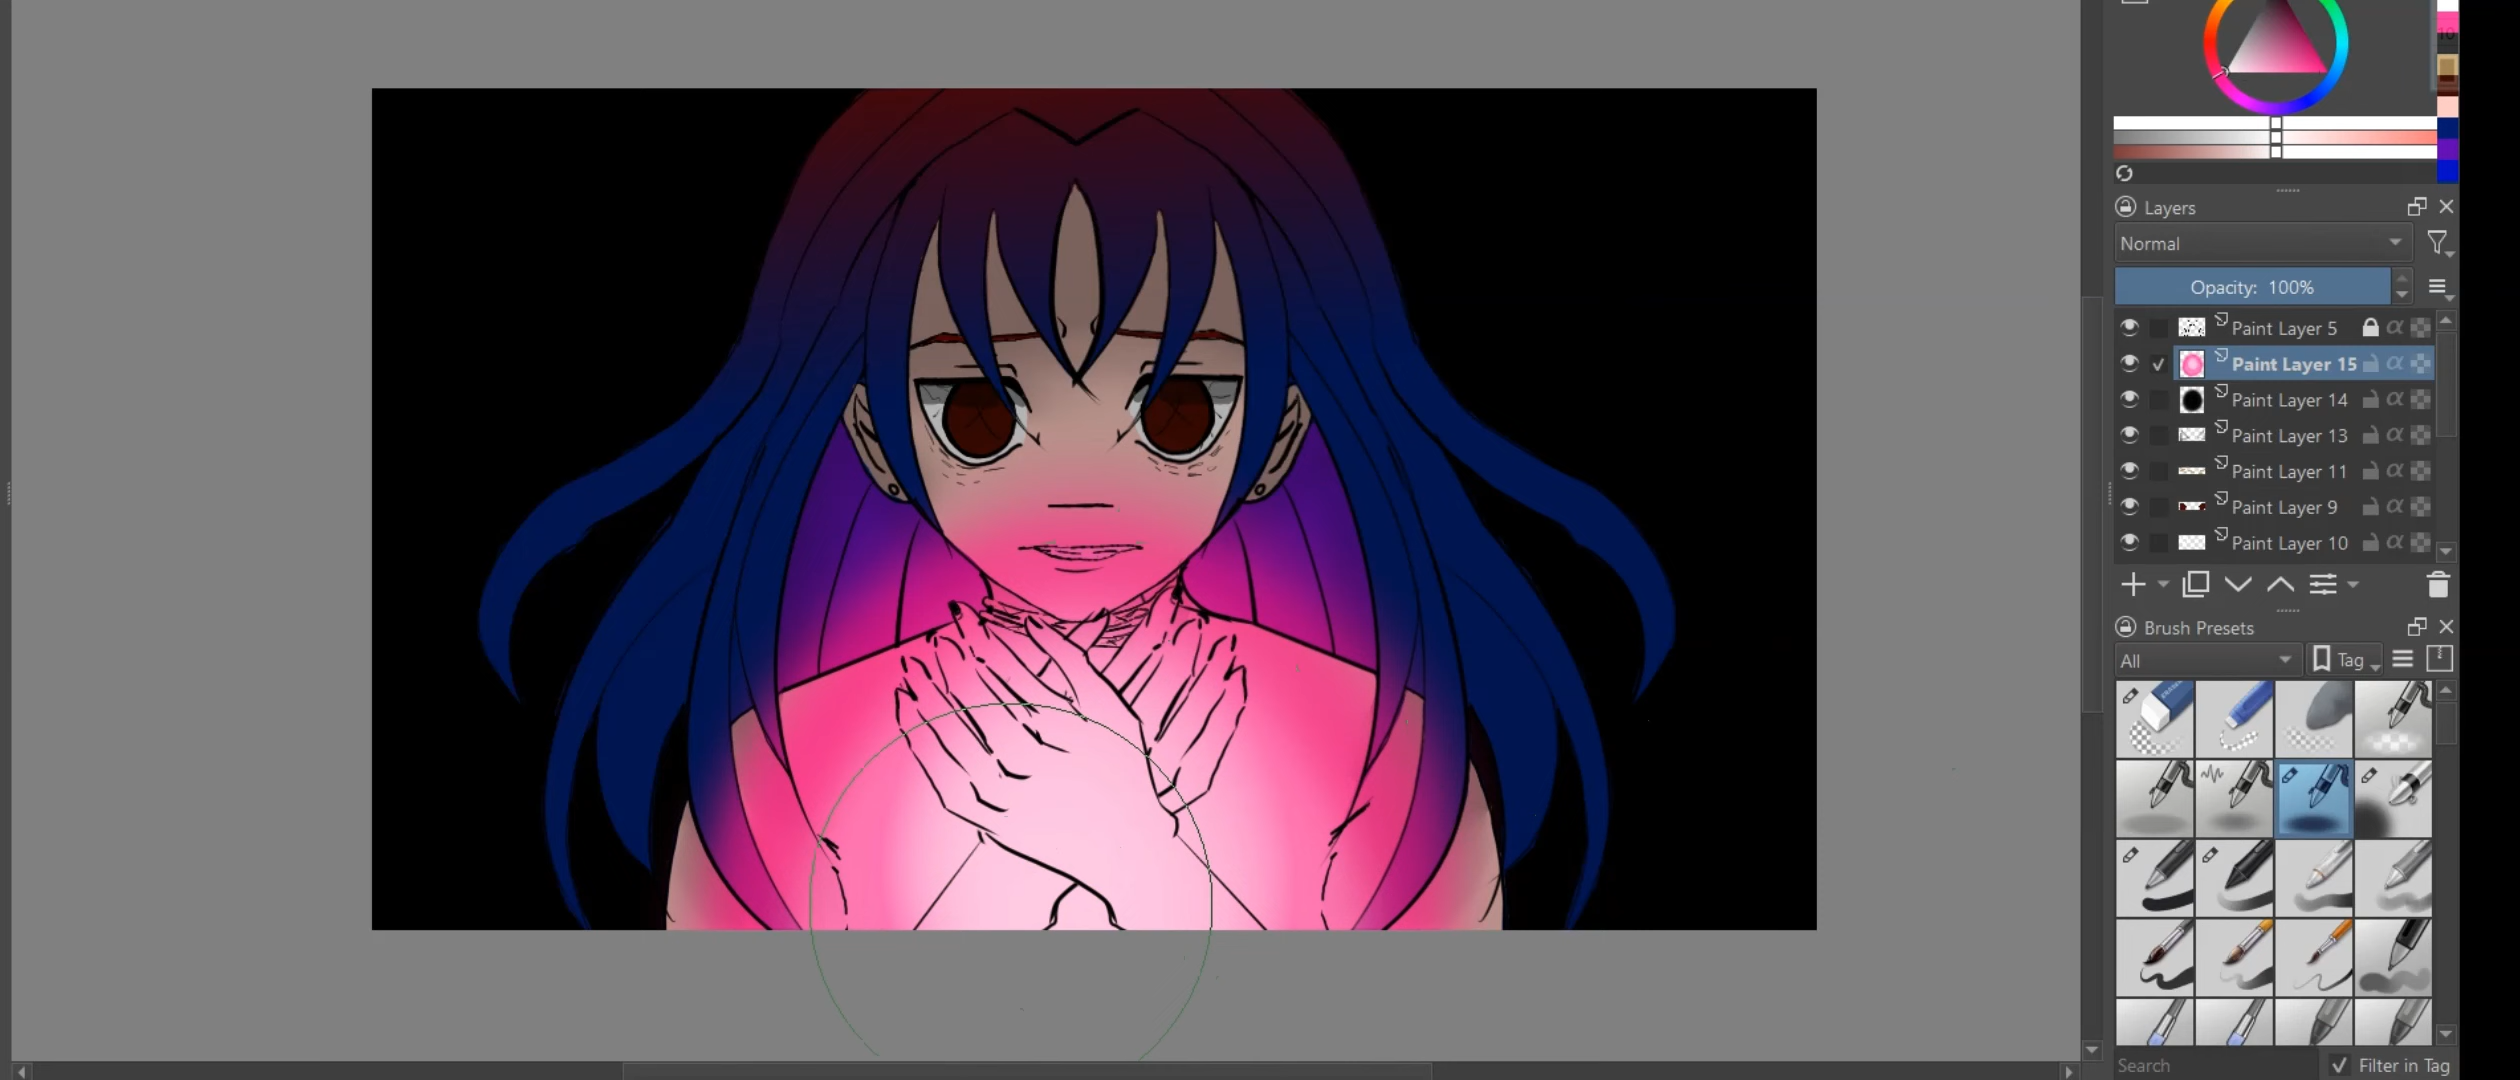 Layers
Normal
Opacity: 100%
Paint Layer 5
Paint Layer 15
Paint Layer 14
Paint Layer 13
Paint Layer 11
Paint Layer 9
Paint Layer 10
Brush Presets
All
Tag
Search
Filter in Tag